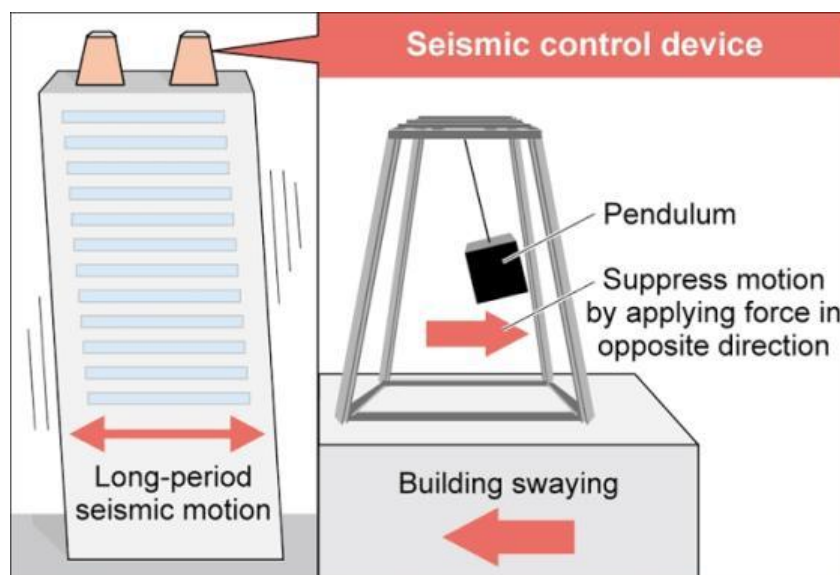 Seismic control device
Pendulum
Suppress motion
by applying force in
opposite direction
Long-period
seismic motion
Building swaying